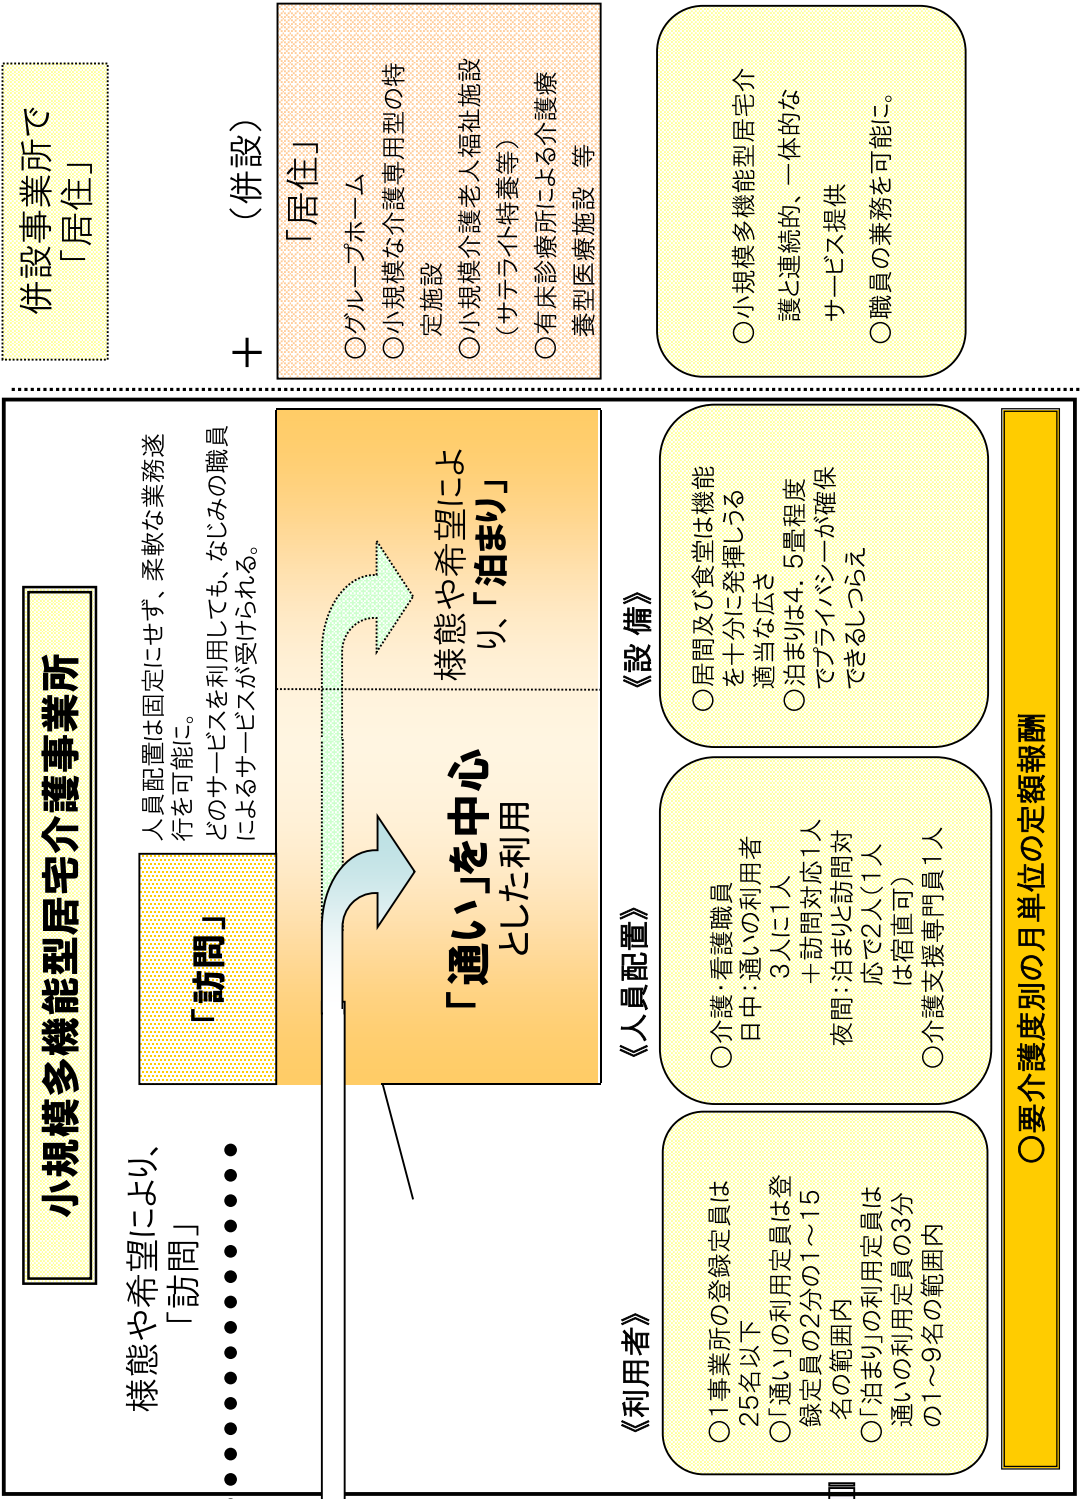 小規模多機能型居宅介護事業所
併設事業所で
「居住」
様態や希望により、
「訪問」
「訪問」
人員配置は固定にせず、柔軟な業務遂
行を可能に。
どのサービスを利用しても、なじみの職員
によるサービスが受けられる。
「通い」を中心
とした利用
様態や希望によ
り、「泊まり」
＋
（併設）
「居住」
○グループホーム
○小規模な介護専用型の特
定施設
○小規模介護老人福祉施設
（サテライト特養等）
○有床診療所による介護療
養型医療施設　等
《利用者》
○1事業所の登録定員は
25名以下
○「通い」の利用定員は登
録定員の2分の1～15
名の範囲内
○「泊まり」の利用定員は
通いの利用定員の3分
の1～9名の範囲内
《人員配置》
○介護・看護職員
日中：通いの利用者
3人に1人
＋訪問対応1人
夜間：泊まりと訪問対
応で2人（1人
は宿直可）
○介護支援専門員1人
《設 備》
○居間及び食堂は機能
を十分に発揮しうる
適当な広さ
○泊まりは4．5畳程度
でプライバシーが確保
できるしつらえ
○小規模多機能型居宅介
護と連続的、一体的な
サービス提供
○職員の兼務を可能に。
○要介護度別の月単位の定額報酬